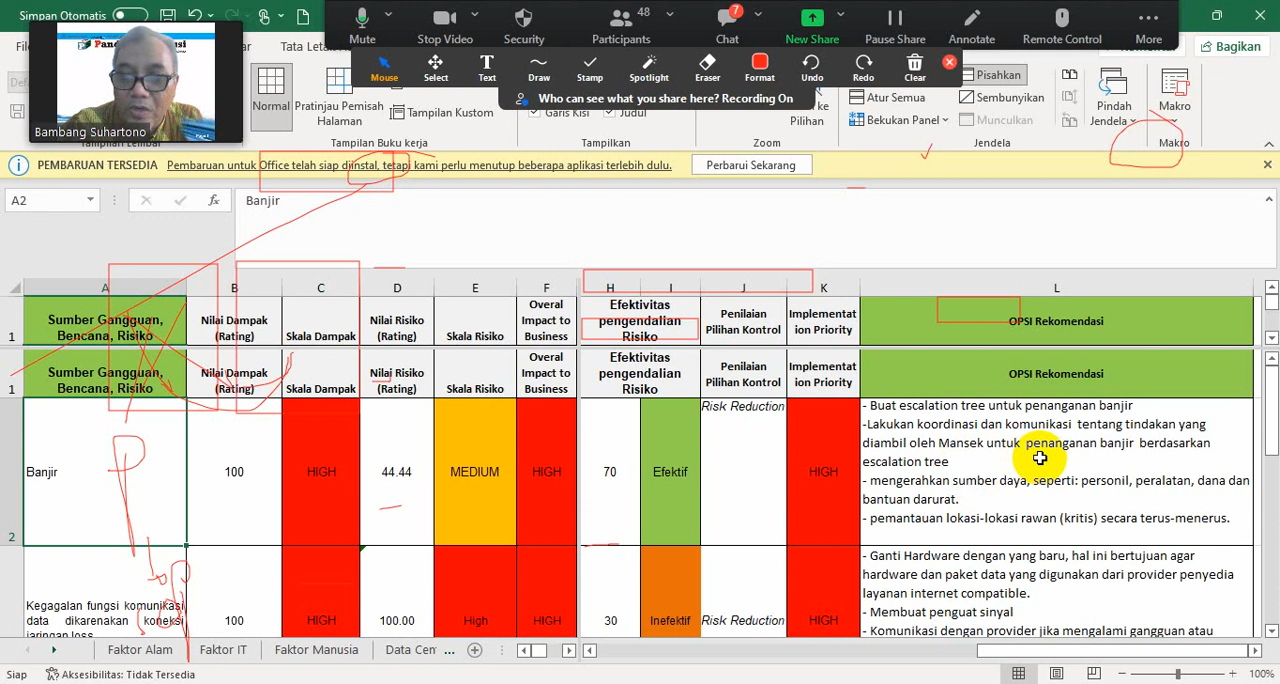 Simpan Otomatis
Mute
Stop Video
Security
48
Participants
7
Chat
New Share
Pause Share
Annotate
Remote Control
More
Mouse
Select
Text
Draw
Stamp
Spotlight
Eraser
Format
Undo
Redo
Clear
Who can see what you share here? Recording On
Bagikan
Tata
Bambang Suhartono
Normal
Pratinjau Pemisah
Halaman
Tampilan Kustom
Tampilan Buku kerja
Garis Kisi
Judul
Tampilkan
ke
Pilihan
Zoom
Pisahkan
Atur Semua
Sembunyikan
Bekukan Panel
Munculkan
Jendela
Pindah
Jendela
Makro
Makro
PEMBARUAN TERSEDIA
Pembaruan untuk Office telah siap diinstal, tetapi kami perlu menutup beberapa aplikasi terlebih dulu.
Perbarui Sekarang
A2
fx
Banjir
A B C D E F H I J K L
1
Sumber Gangguan,
Bencana, Risiko
Nilai Dampak
(Rating)
Skala Dampak
Nilai Risiko
(Rating)
Skala Risiko
Overal
Impact to
Business
Efektivitas
pengendalian
Risiko
Penilaian
Pilihan Kontrol
Implementat
ion Priority
OPSI Rekomendasi
1
Sumber Gangguan,
Bencana, Risiko
Nilai Dampak
(Rating)
Skala Dampak
Nilai Risiko
(Rating)
Skala Risiko
Overal
Impact to
Business
Efektivitas
pengendalian
Risiko
Penilaian
Pilihan Kontrol
Implementat
ion Priority
OPSI Rekomendasi
2
Banjir
100
HIGH
44.44
MEDIUM
HIGH
70
Efektif
Risk Reduction
HIGH
- Buat escalation tree untuk penanganan banjir
-Lakukan koordinasi dan komunikasi tentang tindakan yang
diambil oleh Mansek untuk penanganan banjir berdasarkan
escalation tree
- mengerahkan sumber daya, seperti: personil, peralatan, dana dan
bantuan darurat.
- pemantauan lokasi-lokasi rawan (kritis) secara terus-menerus.
Kegagalan fungsi komunikasi
data dikarenakan koneksi
jaringan loss
100
HIGH
100.00
High
HIGH
30
Inefektif
Risk Reduction
HIGH
- Ganti Hardware dengan yang baru, hal ini bertujuan agar
hardware dan paket data yang digunakan dari provider penyedia
layanan internet compatible.
- Membuat penguat sinyal
- Komunikasi dengan provider jika mengalami gangguan atau
Faktor Alam
Faktor IT
Faktor Manusia
Data Cen
...
Siap
Aksesibilitas: Tidak Tersedia
100%